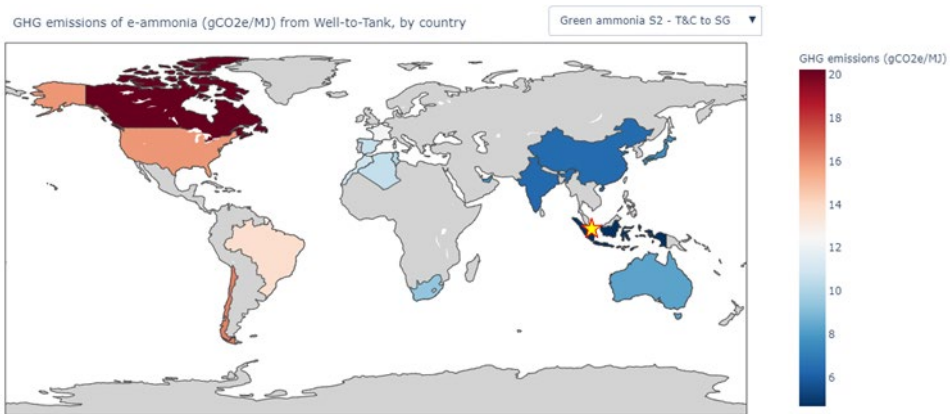 GHG emissions of e-ammonia (gCO2e/MJ) from Well-to-Tank, by country
Green ammonia S2 - T&C to SG ▼
GHG emissions (gCO2e/MJ)
20
18
16
14
12
10
8
6